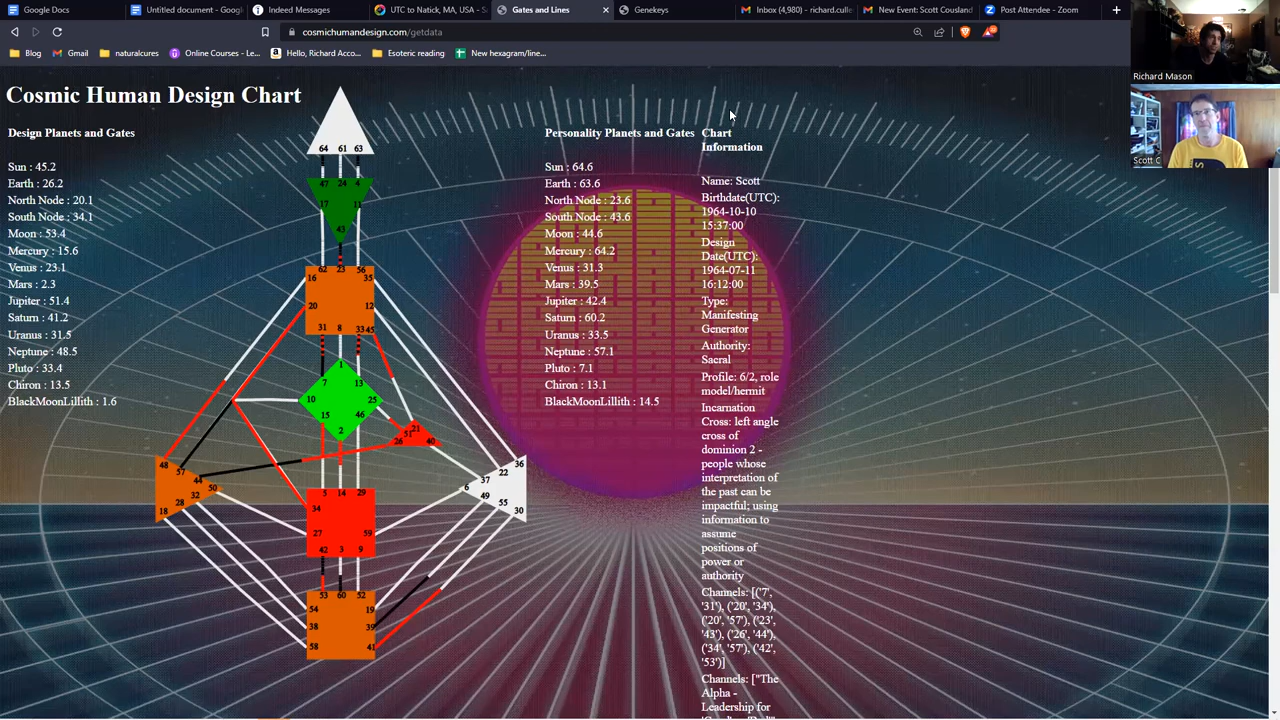 Google Docs
Untitled document - Googl
Indeed Messages
UTC to Natick, MA, USA - S
Gates and Lines
Genekeys
Inbox (4,980) - richard.culle
New Event: Scott Cousland
Post Attendee - Zoom
cosmichumandesign.com/getdata
Blog
Gmail
naturalcures
Online Courses - Le...
Hello, Richard Acco...
Esoteric reading
New hexagram/line...
Richard Mason
Scott C
Cosmic Human Design Chart
Design Planets and Gates
Sun : 45.2
Earth : 26.2
North Node : 20.1
South Node : 34.1
Moon : 53.4
Mercury : 15.6
Venus : 23.1
Mars : 2.3
Jupiter : 51.4
Saturn : 41.2
Uranus : 31.5
Neptune : 48.5
Pluto : 33.4
Chiron : 13.5
BlackMoonLillith : 1.6
64 61 63
47 24 4
17 11
43
62 23 56
16 35
20 12
31 8 33 45
1
7 13
10 25
15 46
2
21
51
26 40
48
57
44
50
32
28
18
36
22
37
6
49
55
30
5 14 29
34
27 59
42 3 9
53 60 52
54 19
38 39
58 41
Personality Planets and Gates
Sun : 64.6
Earth : 63.6
North Node : 23.6
South Node : 43.6
Moon : 44.6
Mercury : 64.2
Venus : 31.3
Mars : 39.5
Jupiter : 42.4
Saturn : 60.2
Uranus : 33.5
Neptune : 57.1
Pluto : 7.1
Chiron : 13.1
BlackMoonLillith : 14.5
Chart
Information
Name: Scott
Birthdate(UTC):
1964-10-10
15:37:00
Design
Date(UTC):
1964-07-11
16:12:00
Type:
Manifesting
Generator
Authority:
Sacral
Profile: 6/2, role
model/hermit
Incarnation
Cross: left angle
cross of
dominion 2 -
people whose
interpretation of
the past can be
impactful; using
information to
assume
positions of
power or
authority
Channels: [('7',
'31'), ('20', '34'),
('20', '57'), ('23',
'43'), ('26', '44'),
('34', '57'), ('42',
'53')]
Channels: ["The
Alpha -
Leadership for